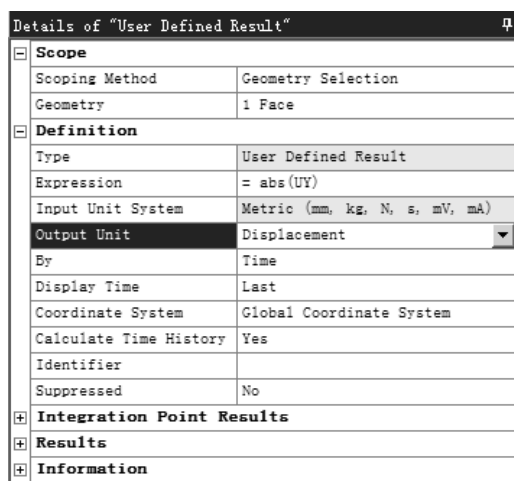 Details of "User Defined Result"
Scope
Scoping Method Geometry Selection
Geometry 1 Face
Definition
Type User Defined Result
Expression = abs(UY)
Input Unit System Metric (mm, kg, N, s, mV, mA)
Output Unit Displacement
By Time
Display Time Last
Coordinate System Global Coordinate System
Calculate Time History Yes
Identifier
Suppressed No
Integration Point Results
Results
Information